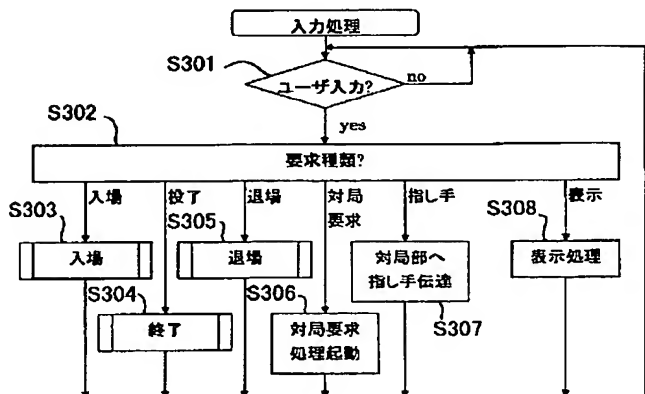 入力処理
S301
ユーザ入力?
no
yes
S302
要求種類?
入場
投了
退場
対局
要求
指し手
表示
S303
入場
S304
終了
S305
退場
S306
対局要求
処理起動
対局部へ
指し手伝達
S307
S308
表示処理